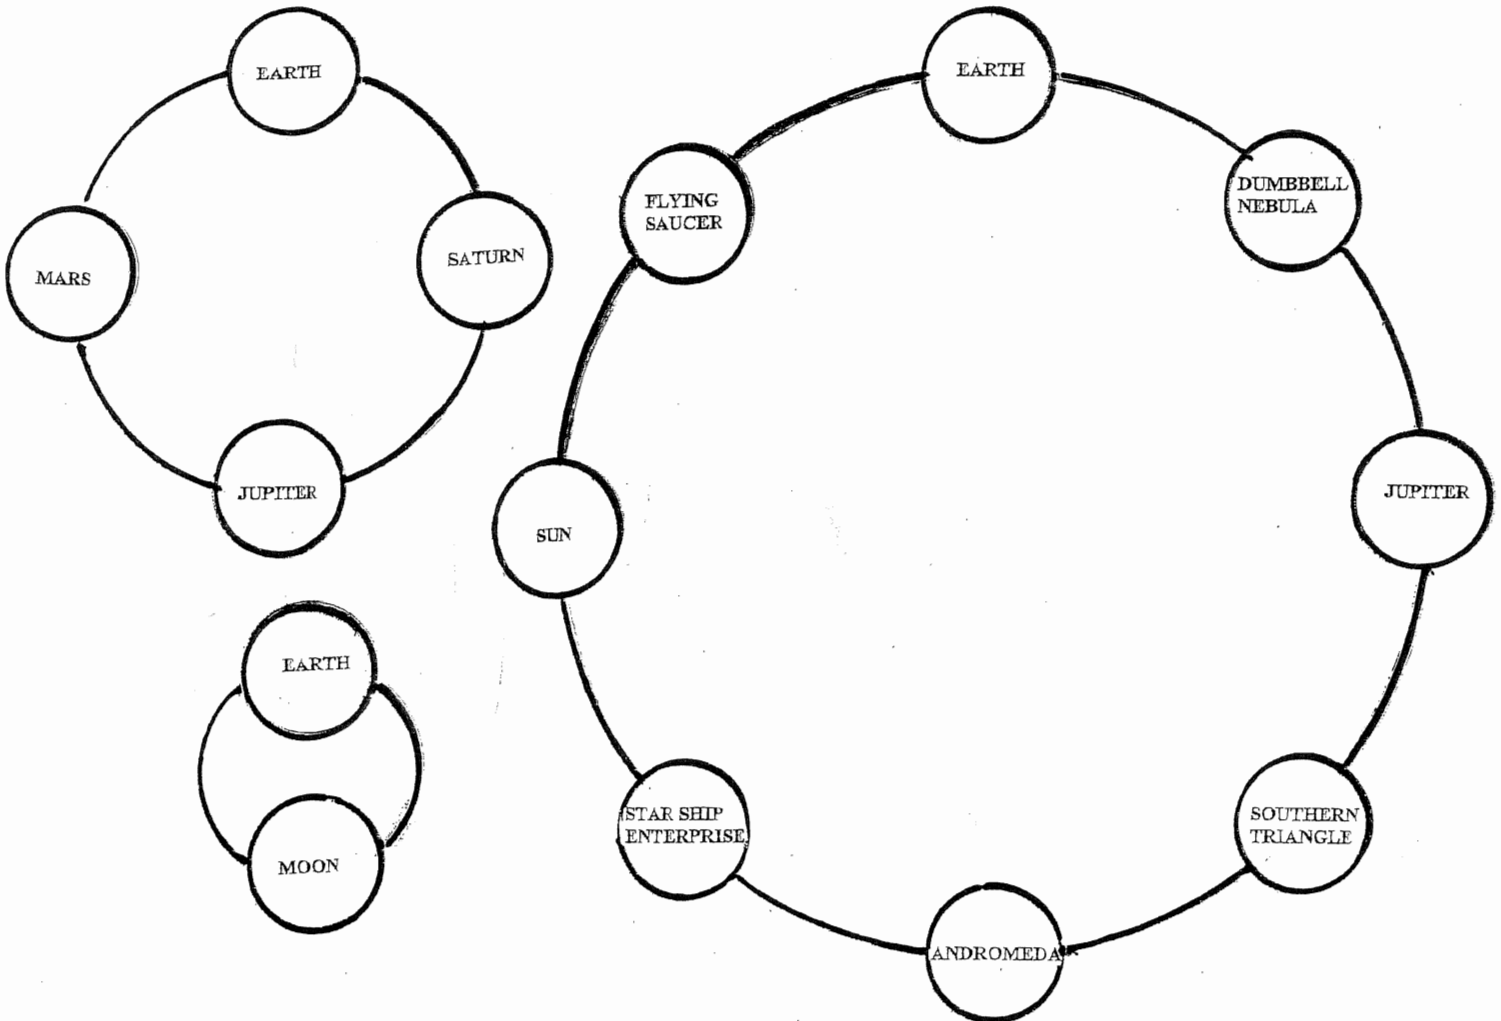 EARTH
SATURN
MARS
JUPITER
EARTH
MOON
EARTH
FLYING
SAUCER
DUMBBELL
NEBULA
JUPITER
SUN
STAR SHIP
ENTERPRISE
SOUTHERN
TRIANGLE
ANDROMEDA